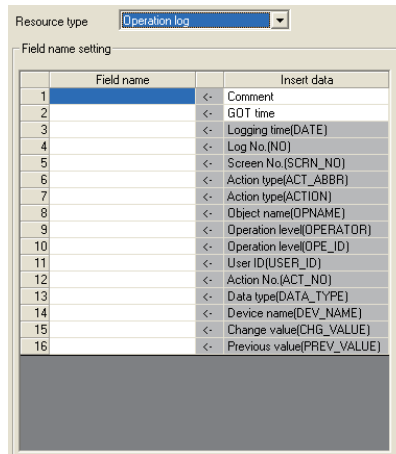 Resource type Operation log
Field name setting
Field name Insert data
1 <- Comment
2 <- GOT time
3 <- Logging time(DATE)
4 <- Log No.(NO)
5 <- Screen No.(SCRN_NO)
6 <- Action type(ACT_ABBR)
7 <- Action type(ACTION)
8 <- Object name(OPNAME)
9 <- Operation level(OPERATOR)
10 <- Operation level(OPE_ID)
11 <- User ID(USER_ID)
12 <- Action No.(ACT_NO)
13 <- Data type(DATA_TYPE)
14 <- Device name(DEV_NAME)
15 <- Change value(CHG_VALUE)
16 <- Previous value(PREV_VALUE)